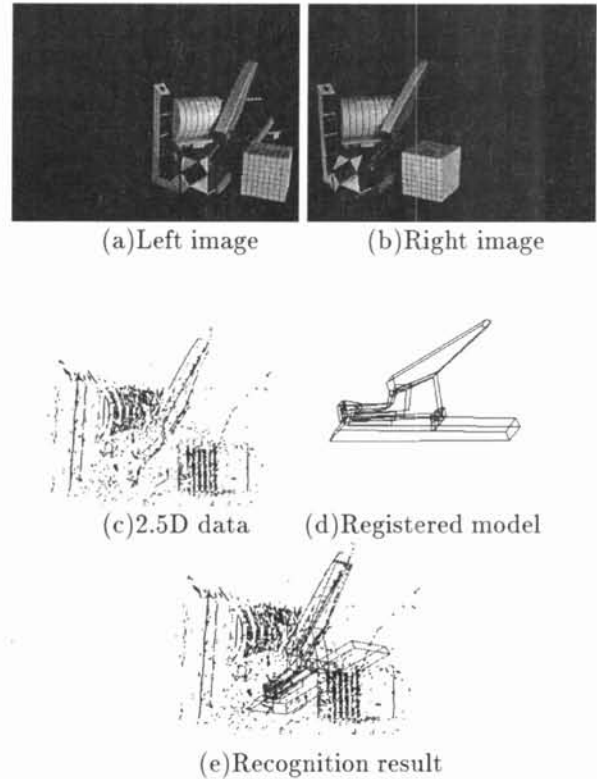 (a)Left image
(b)Right image
(c)2.5D data
(d)Registered model
(e)Recognition result